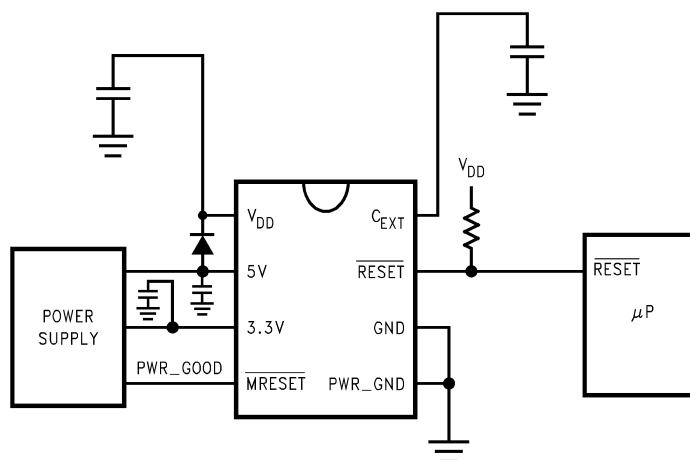 V_DD
V_DD
C_EXT
5V
RESET
RESET
POWER
SUPPLY
3.3V
GND
μP
PWR_GOOD
MRESET
PWR_GND